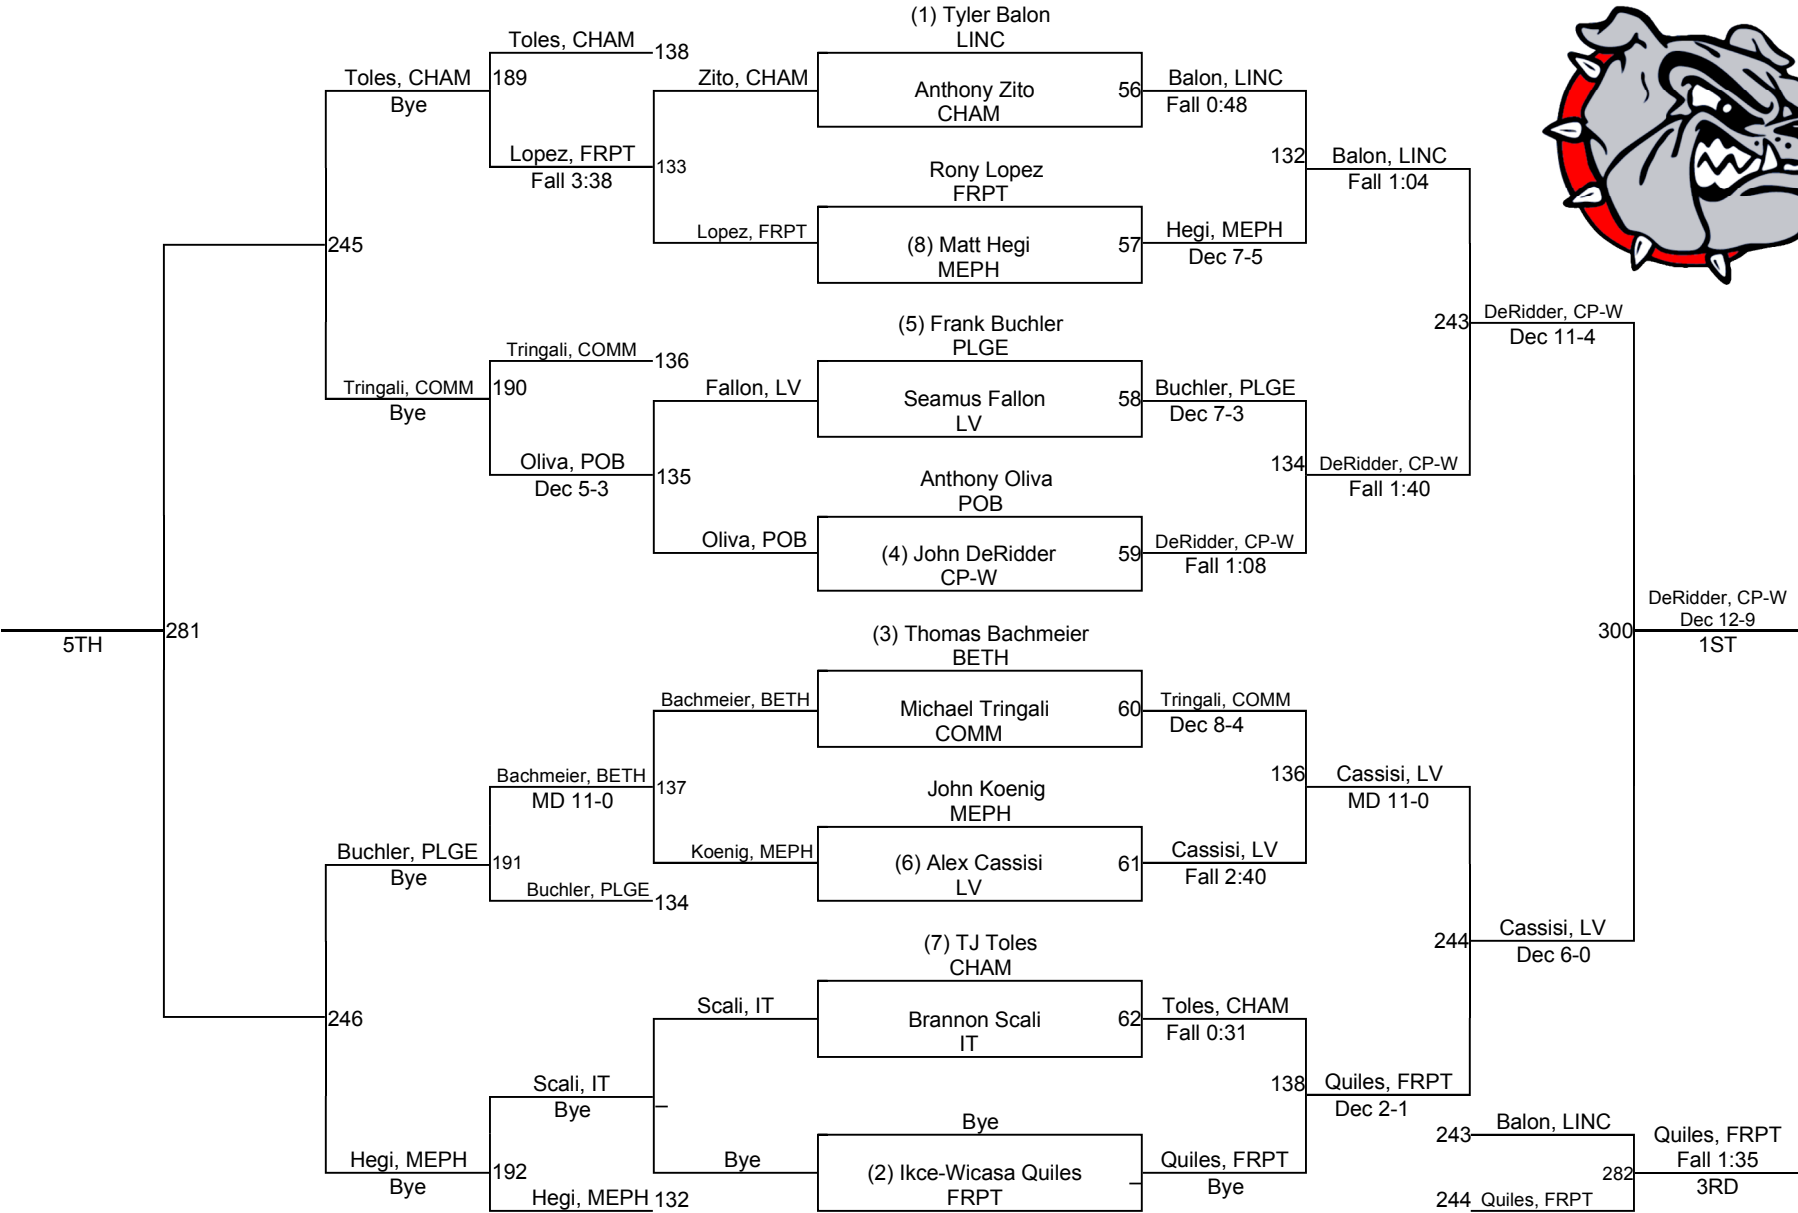 (1) Tyler Balon
LINC
Anthony Zito
CHAM
56
Rony Lopez
FRPT
(8) Matt Hegi
MEPH
57
(5) Frank Buchler
PLGE
Seamus Fallon
LV
58
Anthony Oliva
POB
(4) John DeRidder
CP-W
59
(3) Thomas Bachmeier
BETH
Michael Tringali
COMM
60
John Koenig
MEPH
(6) Alex Cassisi
LV
61
(7) TJ Toles
CHAM
Brannon Scali
IT
62
Bye
(2) Ikce-Wicasa Quiles
FRPT
Balon, LINC
Fall 0:48
132
Hegi, MEPH
Dec 7-5
Buchler, PLGE
Dec 7-3
134
DeRidder, CP-W
Fall 1:08
Tringali, COMM
Dec 8-4
136
Cassisi, LV
Fall 2:40
Toles, CHAM
Fall 0:31
138
Quiles, FRPT
Bye
Balon, LINC
Fall 1:04
243
DeRidder, CP-W
Fall 1:40
Cassisi, LV
MD 11-0
244
Quiles, FRPT
Dec 2-1
DeRidder, CP-W
Dec 11-4
300
Cassisi, LV
Dec 6-0
DeRidder, CP-W
Dec 12-9
1ST
243
Balon, LINC
244
Quiles, FRPT
282
Quiles, FRPT
Fall 1:35
3RD
Zito, CHAM
133
Lopez, FRPT
Fallon, LV
135
Oliva, POB
Bachmeier, BETH
137
Koenig, MEPH
Scali, IT
Bye
Toles, CHAM
138
189
Lopez, FRPT
Fall 3:38
Tringali, COMM
136
190
Oliva, POB
Dec 5-3
Bachmeier, BETH
MD 11-0
191
Buchler, PLGE
134
Scali, IT
Bye
192
Hegi, MEPH
132
Toles, CHAM
Bye
245
Tringali, COMM
Bye
Buchler, PLGE
Bye
246
Hegi, MEPH
Bye
281
5TH